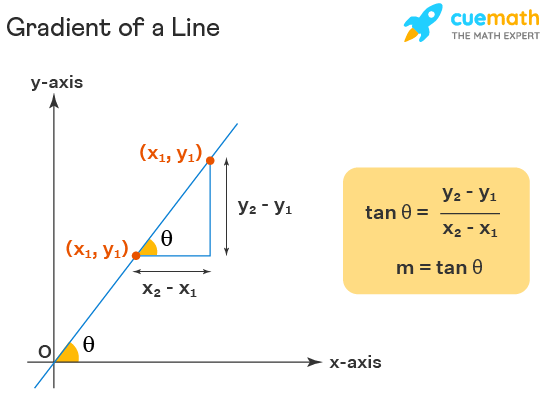 Gradient of a Line
cuemath
THE MATH EXPERT
y-axis
(x₁, y₁)
y₂ - y₁
(x₁, y₁)
θ
x₂ - x₁
O
θ
x-axis
tan θ = y₂ - y₁
x₂ - x₁
m = tan θ